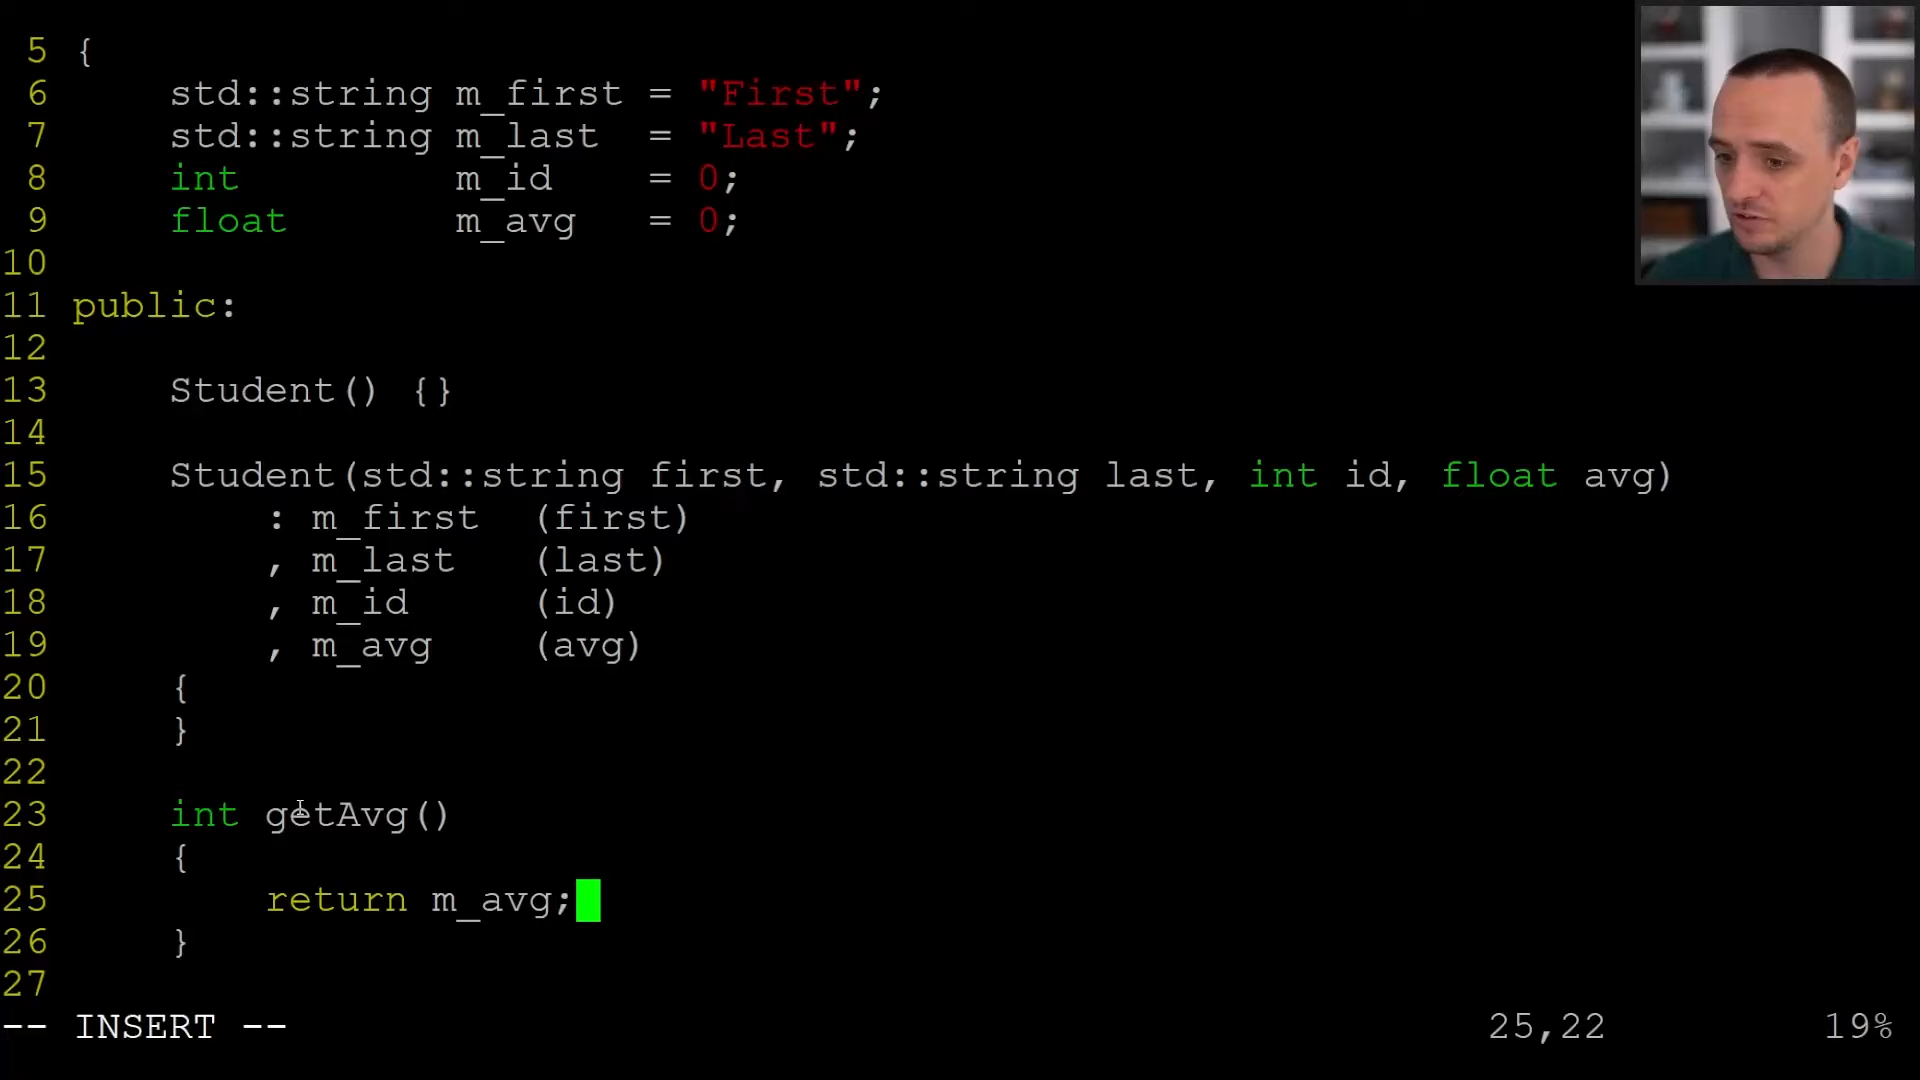 5 {
6     std::string m_first = "First";
7     std::string m_last  = "Last";
8     int         m_id    = 0;
9     float       m_avg   = 0;
10
11 public:
12
13     Student() {}
14
15     Student(std::string first, std::string last, int id, float avg)
16         : m_first  (first)
17         , m_last   (last)
18         , m_id     (id)
19         , m_avg    (avg)
20     {
21     }
22
23     int getAvg()
24     {
25         return m_avg;
26     }
27
-- INSERT -- 25,22 19%